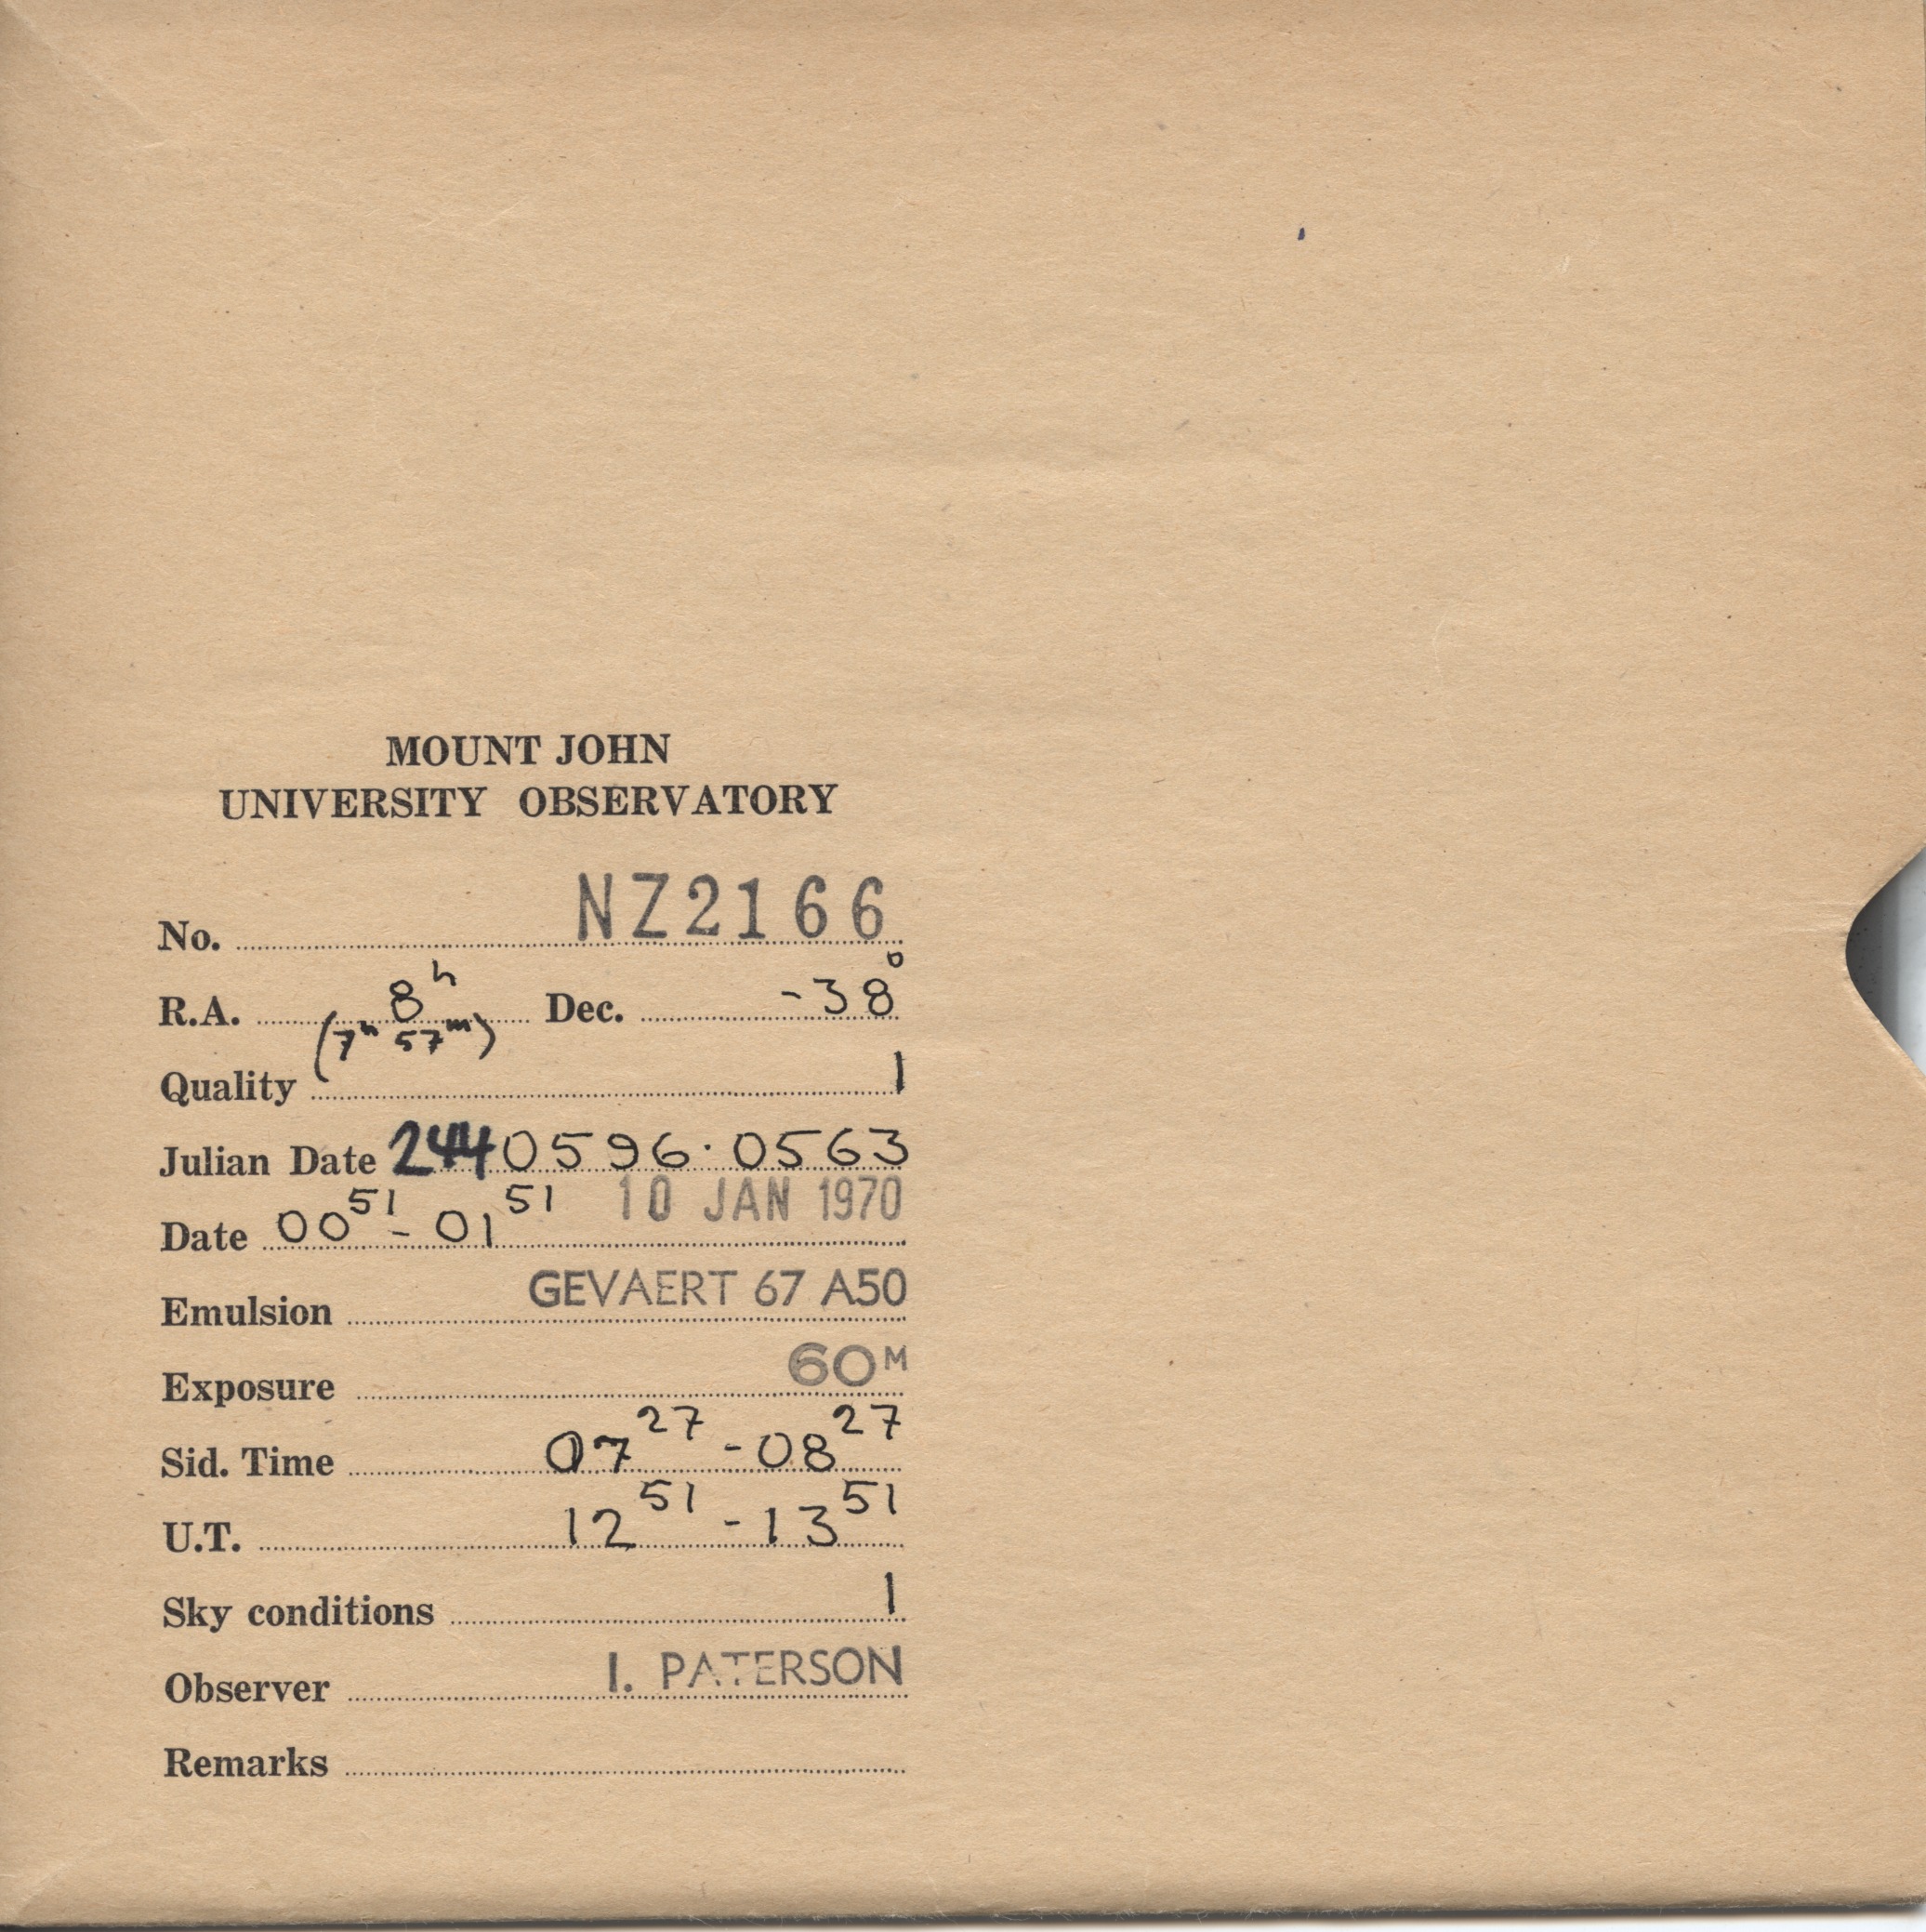 MOUNT JOHN
UNIVERSITY OBSERVATORY
No. NZ2166
R.A. 8h Dec. -38°
(7h 57m)
Quality 1
Julian Date 2440596.0563
Date 00 51 - 01 51 10 JAN 1970
Emulsion GEVAERT 67 A50
Exposure 60M
Sid. Time 07 27 - 08 27
U.T. 12 51 - 13 51
Sky conditions 1
Observer I. PATERSON
Remarks